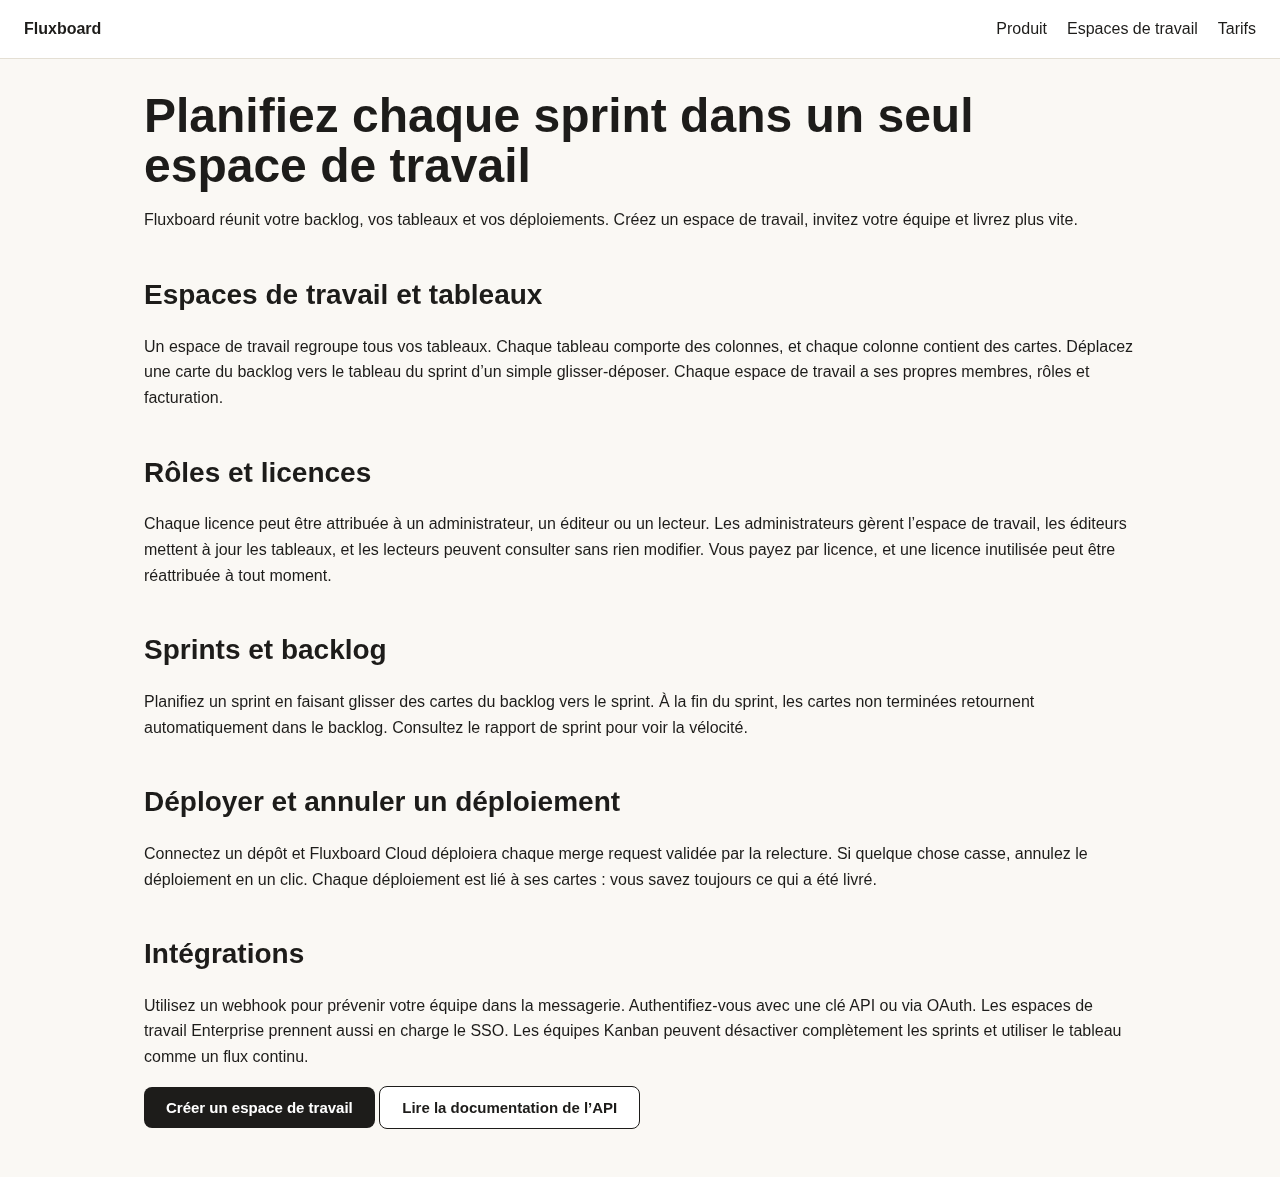 Fluxboard
Produit Espaces de travail Tarifs
Planifiez chaque sprint dans un seul
espace de travail
Fluxboard réunit votre backlog, vos tableaux et vos déploiements. Créez un espace de travail, invitez votre équipe et livrez plus vite.
Espaces de travail et tableaux
Un espace de travail regroupe tous vos tableaux. Chaque tableau comporte des colonnes, et chaque colonne contient des cartes. Déplacez
une carte du backlog vers le tableau du sprint d’un simple glisser-déposer. Chaque espace de travail a ses propres membres, rôles et
facturation.
Rôles et licences
Chaque licence peut être attribuée à un administrateur, un éditeur ou un lecteur. Les administrateurs gèrent l’espace de travail, les éditeurs
mettent à jour les tableaux, et les lecteurs peuvent consulter sans rien modifier. Vous payez par licence, et une licence inutilisée peut être
réattribuée à tout moment.
Sprints et backlog
Planifiez un sprint en faisant glisser des cartes du backlog vers le sprint. À la fin du sprint, les cartes non terminées retournent
automatiquement dans le backlog. Consultez le rapport de sprint pour voir la vélocité.
Déployer et annuler un déploiement
Connectez un dépôt et Fluxboard Cloud déploiera chaque merge request validée par la relecture. Si quelque chose casse, annulez le
déploiement en un clic. Chaque déploiement est lié à ses cartes : vous savez toujours ce qui a été livré.
Intégrations
Utilisez un webhook pour prévenir votre équipe dans la messagerie. Authentifiez-vous avec une clé API ou via OAuth. Les espaces de
travail Enterprise prennent aussi en charge le SSO. Les équipes Kanban peuvent désactiver complètement les sprints et utiliser le tableau
comme un flux continu.
Créer un espace de travail
Lire la documentation de l’API